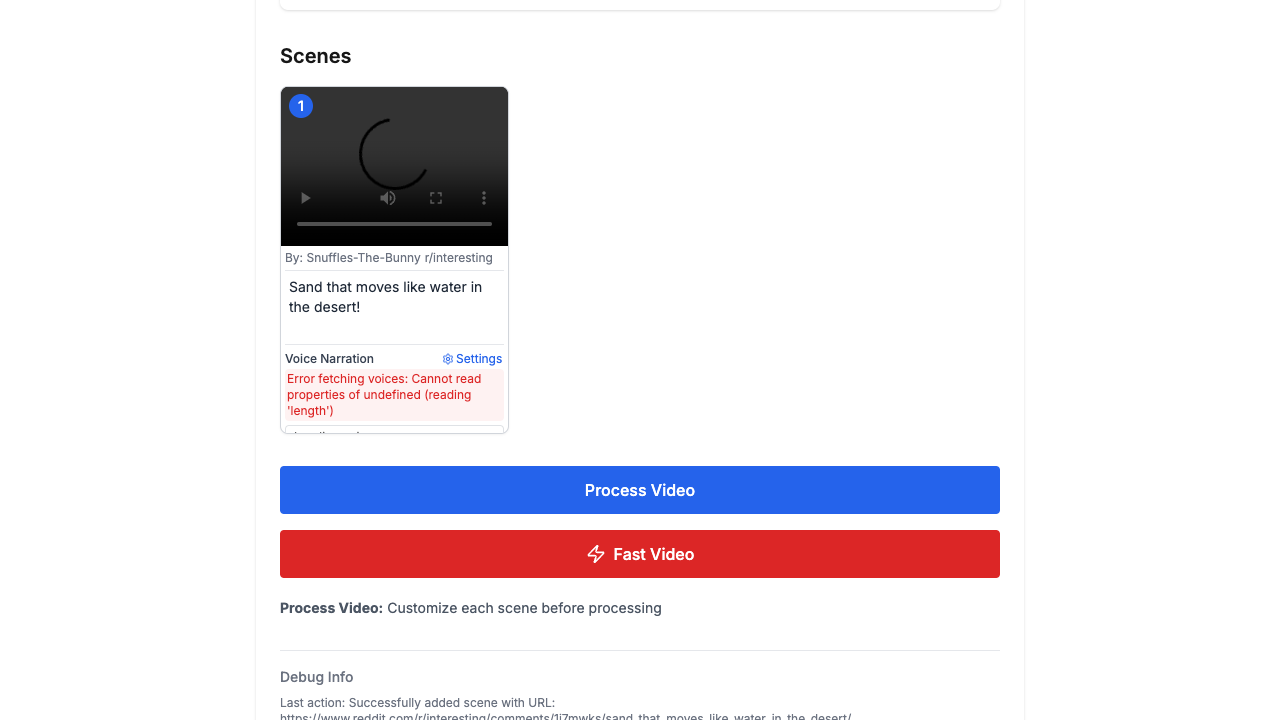 Scenes
1
By: Snuffles-The-Bunny r/interesting
Sand that moves like water in
the desert!
Voice Narration
Settings
Error fetching voices: Cannot read
properties of undefined (reading
'length')
Process Video
Fast Video
Process Video: Customize each scene before processing
Debug Info
Last action: Successfully added scene with URL:
https://www.reddit.com/r/interesting/comments/1j7mwks/sand_that_moves_like_water_in_the_desert/